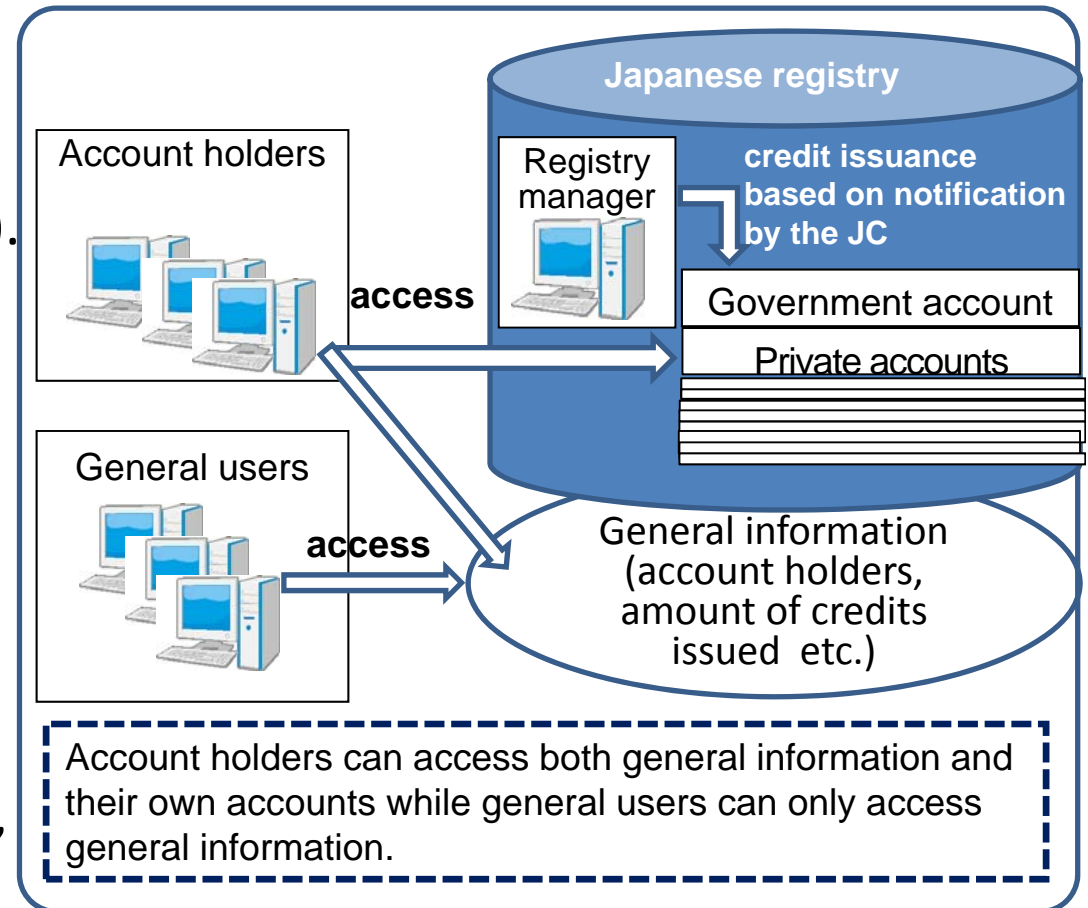 Japanese registry
Account holders
Registry
manager
credit issuance
based on notification
by the JC
).
access
Government account
Private accounts
General users
access
General information
(account holders,
amount of credits
issued etc.)
Account holders can access both general information and
their own accounts while general users can only access
general information.
,